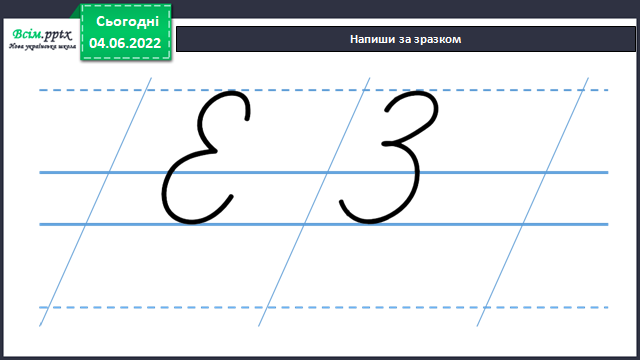 Всім.pptx
Нова українська школа
Сьогодні
04.06.2022
Напиши за зразком
Е З